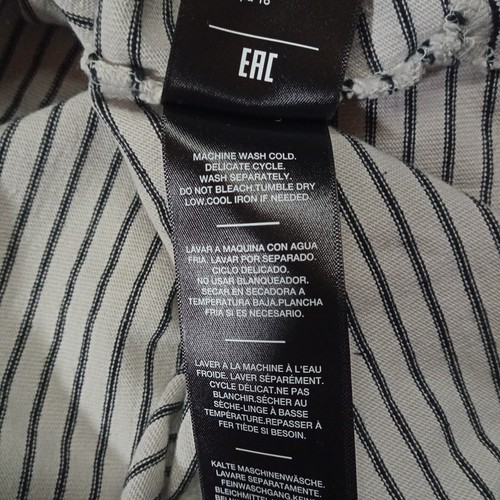 EAC
MACHINE WASH COLD.
DELICATE CYCLE.
WASH SEPARATELY.
DO NOT BLEACH.TUMBLE DRY
LOW,COOL IRON IF NEEDED.
LAVAR A MAQUINA CON AGUA
FRIA. LAVAR POR SEPARADO.
CICLO DELICADO.
NO USAR BLANQUEADOR.
SECAR EN SECADORA A
TEMPERATURA BAJA.PLANCHA
FRIA SI ES NECESARIO.
LAVER A LA MACHINE À L'EAU
FROIDE. LAVER SÉPARÉMENT.
CYCLE DÉLICAT.NE PAS
BLANCHIR.SÉCHER AU
SÈCHE-LINGE À BASSE
TEMPÉRATURE.REPASSER À
FER TIÈDE SI BESOIN.
KALTE MASCHINENWÄSCHE.
SEPARATAMENTE.
FEINWASCHGANG.